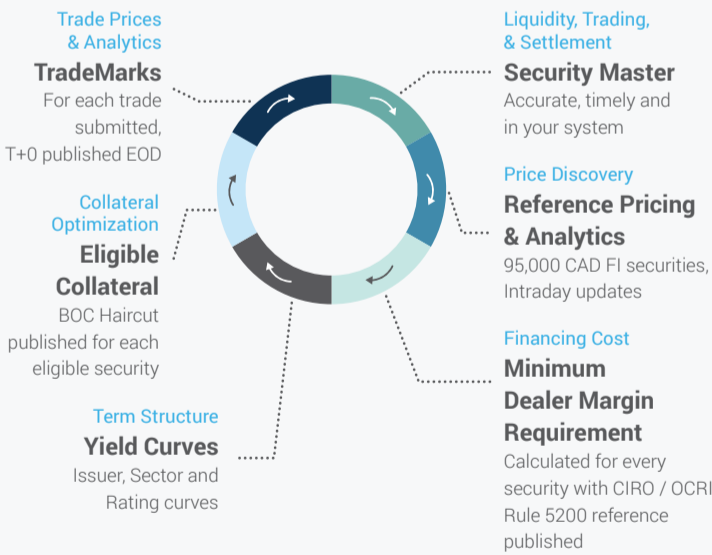 Trade Prices
& Analytics
TradeMarks
For each trade
submitted,
T+0 published EOD
Collateral
Optimization
Eligible
Collateral
BOC Haircut
published for each
eligible security
Term Structure
Yield Curves
Issuer, Sector and
Rating curves
Liquidity, Trading,
& Settlement
Security Master
Accurate, timely and
in your system
Price Discovery
Reference Pricing
& Analytics
95,000 CAD FI securities,
Intraday updates
Financing Cost
Minimum
Dealer Margin
Requirement
Calculated for every
security with CIRO / OCRI
Rule 5200 reference
published